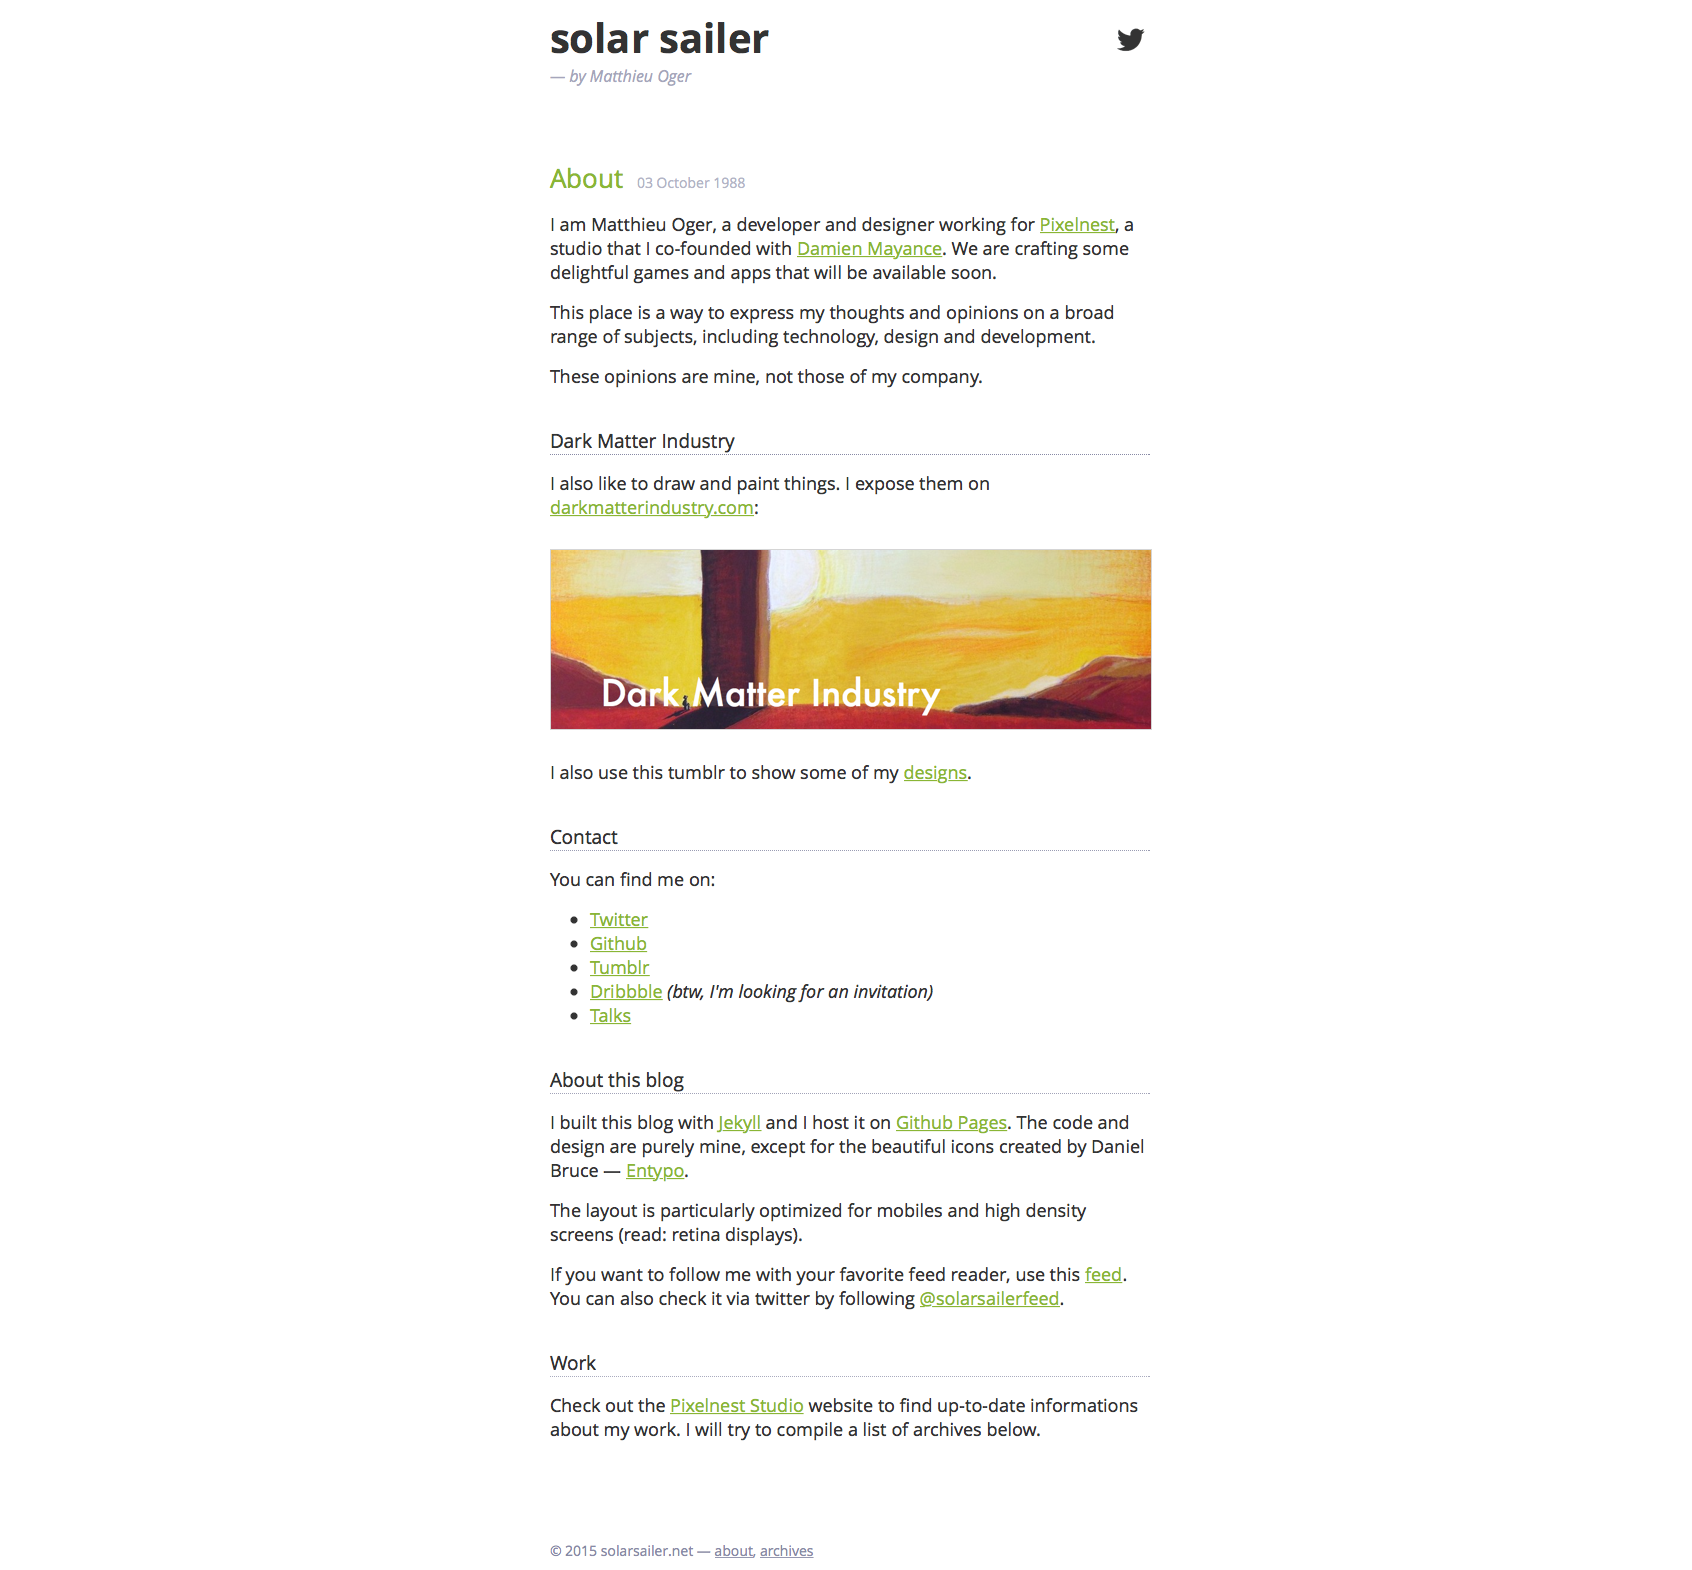 solar sailer
— by Matthieu Oger
About 03 October 1988
I am Matthieu Oger, a developer and designer working for Pixelnest, a
studio that I co-founded with Damien Mayance. We are crafting some
delightful games and apps that will be available soon.
This place is a way to express my thoughts and opinions on a broad
range of subjects, including technology, design and development.
These opinions are mine, not those of my company.
Dark Matter Industry
I also like to draw and paint things. I expose them on
darkmatterindustry.com:
Dark Matter Industry
I also use this tumblr to show some of my designs.
Contact
You can find me on:
• Twitter
• Github
• Tumblr
• Dribbble (btw, I'm looking for an invitation)
• Talks
About this blog
I built this blog with Jekyll and I host it on Github Pages. The code and
design are purely mine, except for the beautiful icons created by Daniel
Bruce — Entypo.
The layout is particularly optimized for mobiles and high density
screens (read: retina displays).
If you want to follow me with your favorite feed reader, use this feed.
You can also check it via twitter by following @solarsailerfeed.
Work
Check out the Pixelnest Studio website to find up-to-date informations
about my work. I will try to compile a list of archives below.
© 2015 solarsailer.net — about, archives